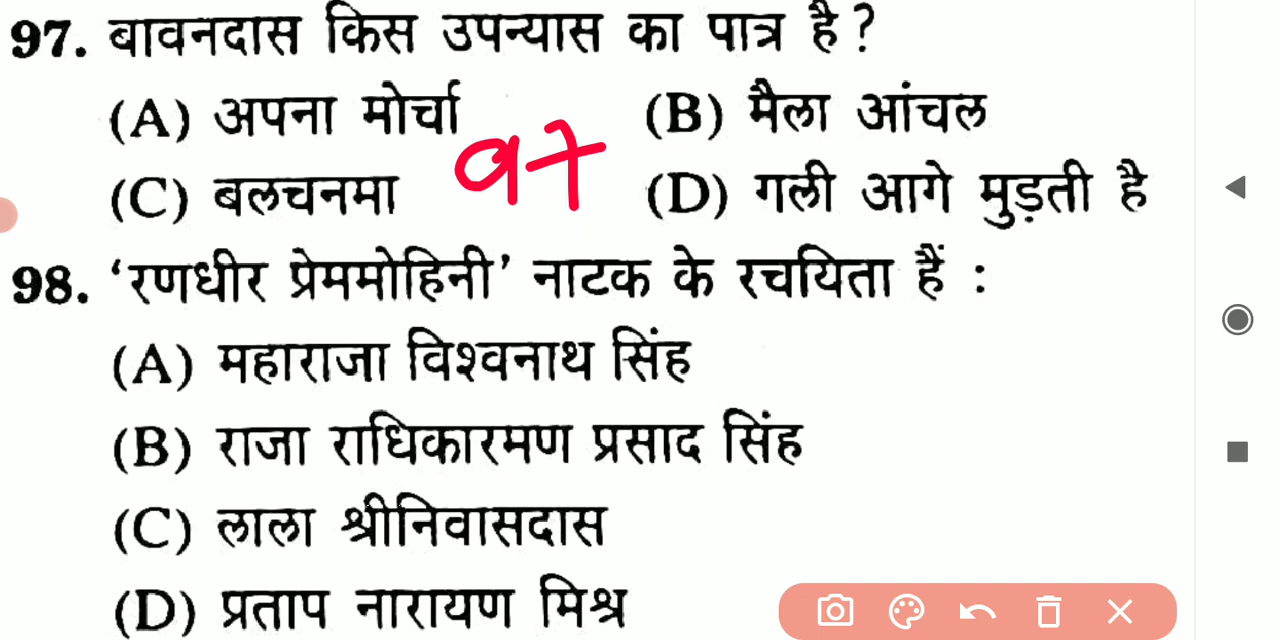 97. बावनदास किस उपन्यास का पात्र है ?
(A) अपना मोर्चा (B) मैला आंचल
97
(C) बलचनमा (D) गली आगे मुड़ती है
98. ‘रणधीर प्रेममोहिनी’ नाटक के रचयिता हैं :
(A) महाराजा विश्वनाथ सिंह
(B) राजा राधिकारमण प्रसाद सिंह
(C) लाला श्रीनिवासदास
(D) प्रताप नारायण मिश्र